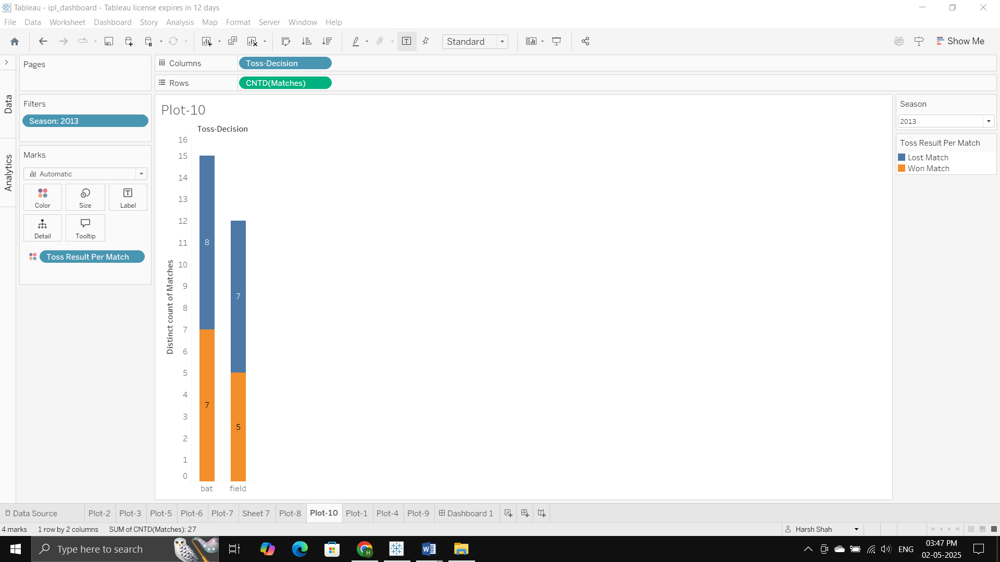 Tableau - ipl_dashboard - Tableau license expires in 12 days
File Data Worksheet Dashboard Story Analysis Map Format Server Window Help
Standard
Show Me
Data
Analytics
Pages
Filters
Season: 2013
Marks
Automatic
Color Size Label
Detail Tooltip
Toss Result Per Match
Columns Toss-Decision
Rows CNTD(Matches)
Plot-10
Toss-Decision
Distinct count of Matches
16
15
14
13
12
11
10
9
8
7
6
5
4
3
2
1
0
8
7
7
5
bat field
Season
2013
Toss Result Per Match
Lost Match
Won Match
Data Source Plot-2 Plot-3 Plot-5 Plot-6 Plot-7 Sheet 7 Plot-8 Plot-10 Plot-1 Plot-4 Plot-9 Dashboard 1
4 marks 1 row by 2 columns SUM of CNTD(Matches): 27 Harsh Shah
Type here to search
H
W
ENG
03:47 PM
02-05-2025